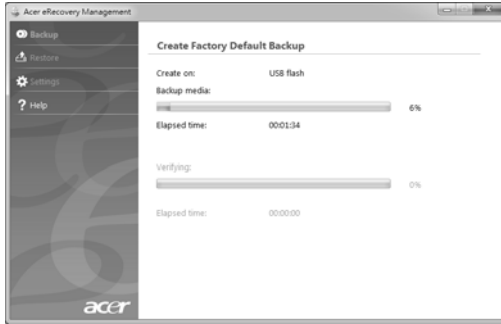 Acer eRecovery Management
Backup
Restore
Settings
? Help
Create Factory Default Backup
Create on: USB flash
Backup media:
6%
Elapsed time: 00:01:34
Verifying:
0%
Elapsed time: 00:00:00
acer